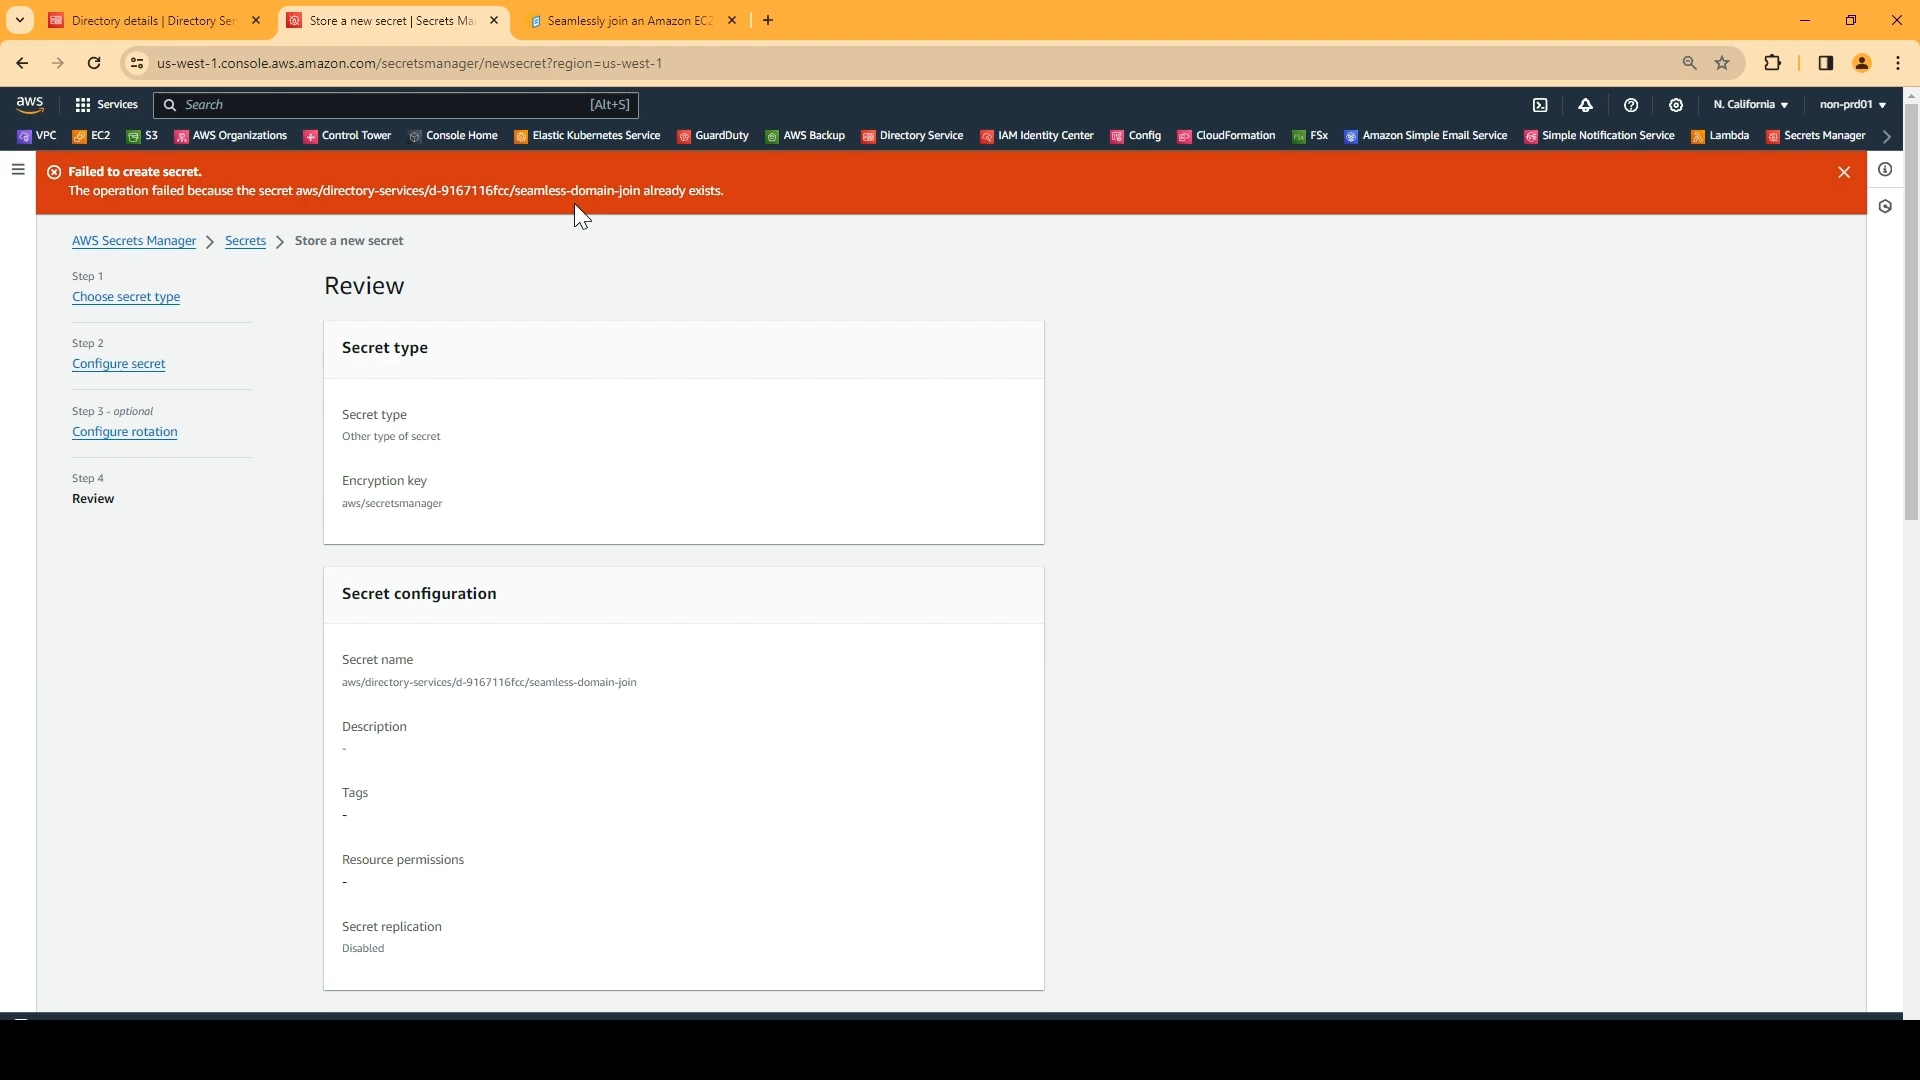 Directory details | Directory Ser
Store a new secret | Secrets Ma
Seamlessly join an Amazon EC2
us-west-1.console.aws.amazon.com/secretsmanager/newsecret?region=us-west-1
aws
Services
Search
[Alt+S]
N. California
non-prd01
VPC
EC2
S3
AWS Organizations
Control Tower
Console Home
Elastic Kubernetes Service
GuardDuty
AWS Backup
Directory Service
IAM Identity Center
Config
CloudFormation
FSx
Amazon Simple Email Service
Simple Notification Service
Lambda
Secrets Manager
Failed to create secret.
The operation failed because the secret aws/directory-services/d-9167116fcc/seamless-domain-join already exists.
AWS Secrets Manager
Secrets
Store a new secret
Step 1
Choose secret type
Step 2
Configure secret
Step 3 - optional
Configure rotation
Step 4
Review
Review
Secret type
Secret type
Other type of secret
Encryption key
aws/secretsmanager
Secret configuration
Secret name
aws/directory-services/d-9167116fcc/seamless-domain-join
Description
-
Tags
-
Resource permissions
-
Secret replication
Disabled